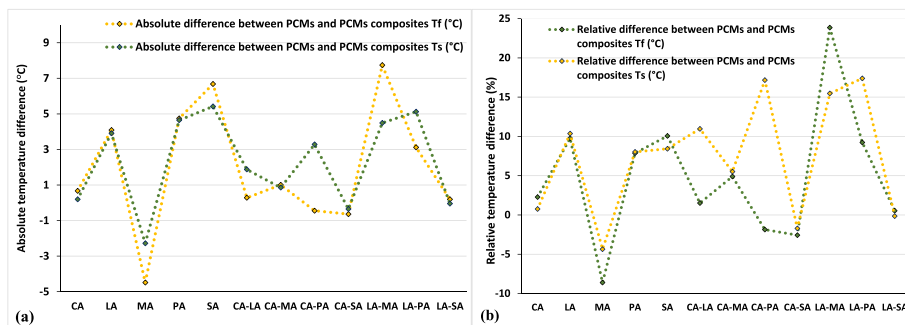 Absolute difference between PCMs and PCMs composites Tf (°C)
Absolute difference between PCMs and PCMs composites Ts (°C)
Absolute temperature difference (°C)
9
7
5
3
1
-1
-3
-5
CA LA MA PA SA CA-LA CA-MA CA-PA CA-SA LA-MA LA-PA LA-SA
(a)
Relative difference between PCMs and PCMs
composites Tf (°C)
Relative difference between PCMs and PCMs
composites Ts (°C)
Relative temperature difference (%)
25
20
15
10
5
0
-5
-10
CA LA MA PA SA CA-LA CA-MA CA-PA CA-SA LA-MA LA-PA LA-SA
(b)